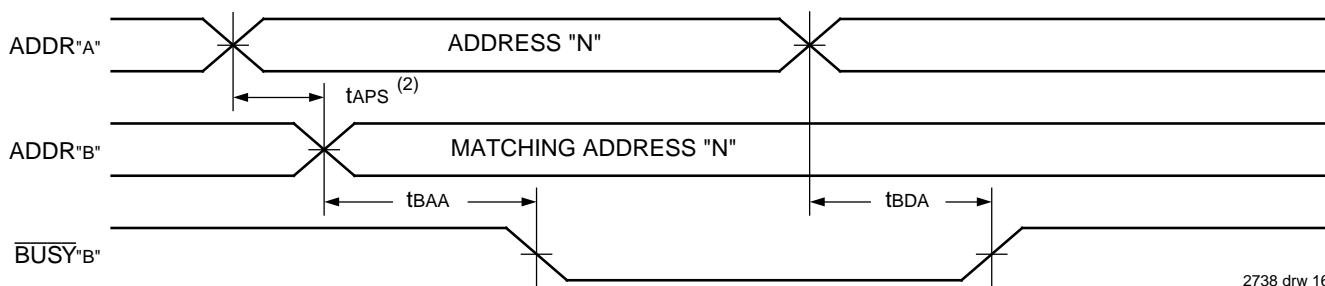 ADDR"A"
ADDRESS "N"
tAPS (2)
ADDR"B"
MATCHING ADDRESS "N"
tBAA
tBDA
BUSY"B"
2738 drw 16